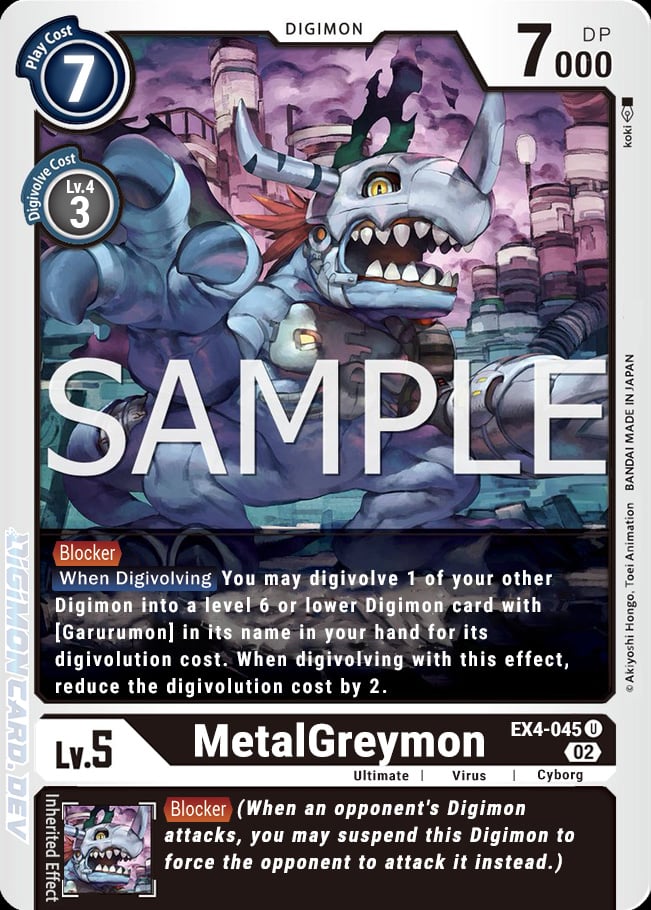 DIGIMON
Play Cost
7
7000
DP
Digivolve Cost
Lv.4
3
koki
SAMPLE
BANDAI MADE IN JAPAN
© Akiyoshi Hongo, Toei Animation
DIGIMONCARD.DEV
Blocker
When Digivolving You may digivolve 1 of your other
Digimon into a level 6 or lower Digimon card with
[Garurumon] in its name in your hand for its
digivolution cost. When digivolving with this effect,
reduce the digivolution cost by 2.
Lv.5
MetalGreymon
EX4-045 U
02
Ultimate | Virus | Cyborg
Inherited Effect
Blocker (When an opponent's Digimon
attacks, you may suspend this Digimon to
force the opponent to attack it instead.)